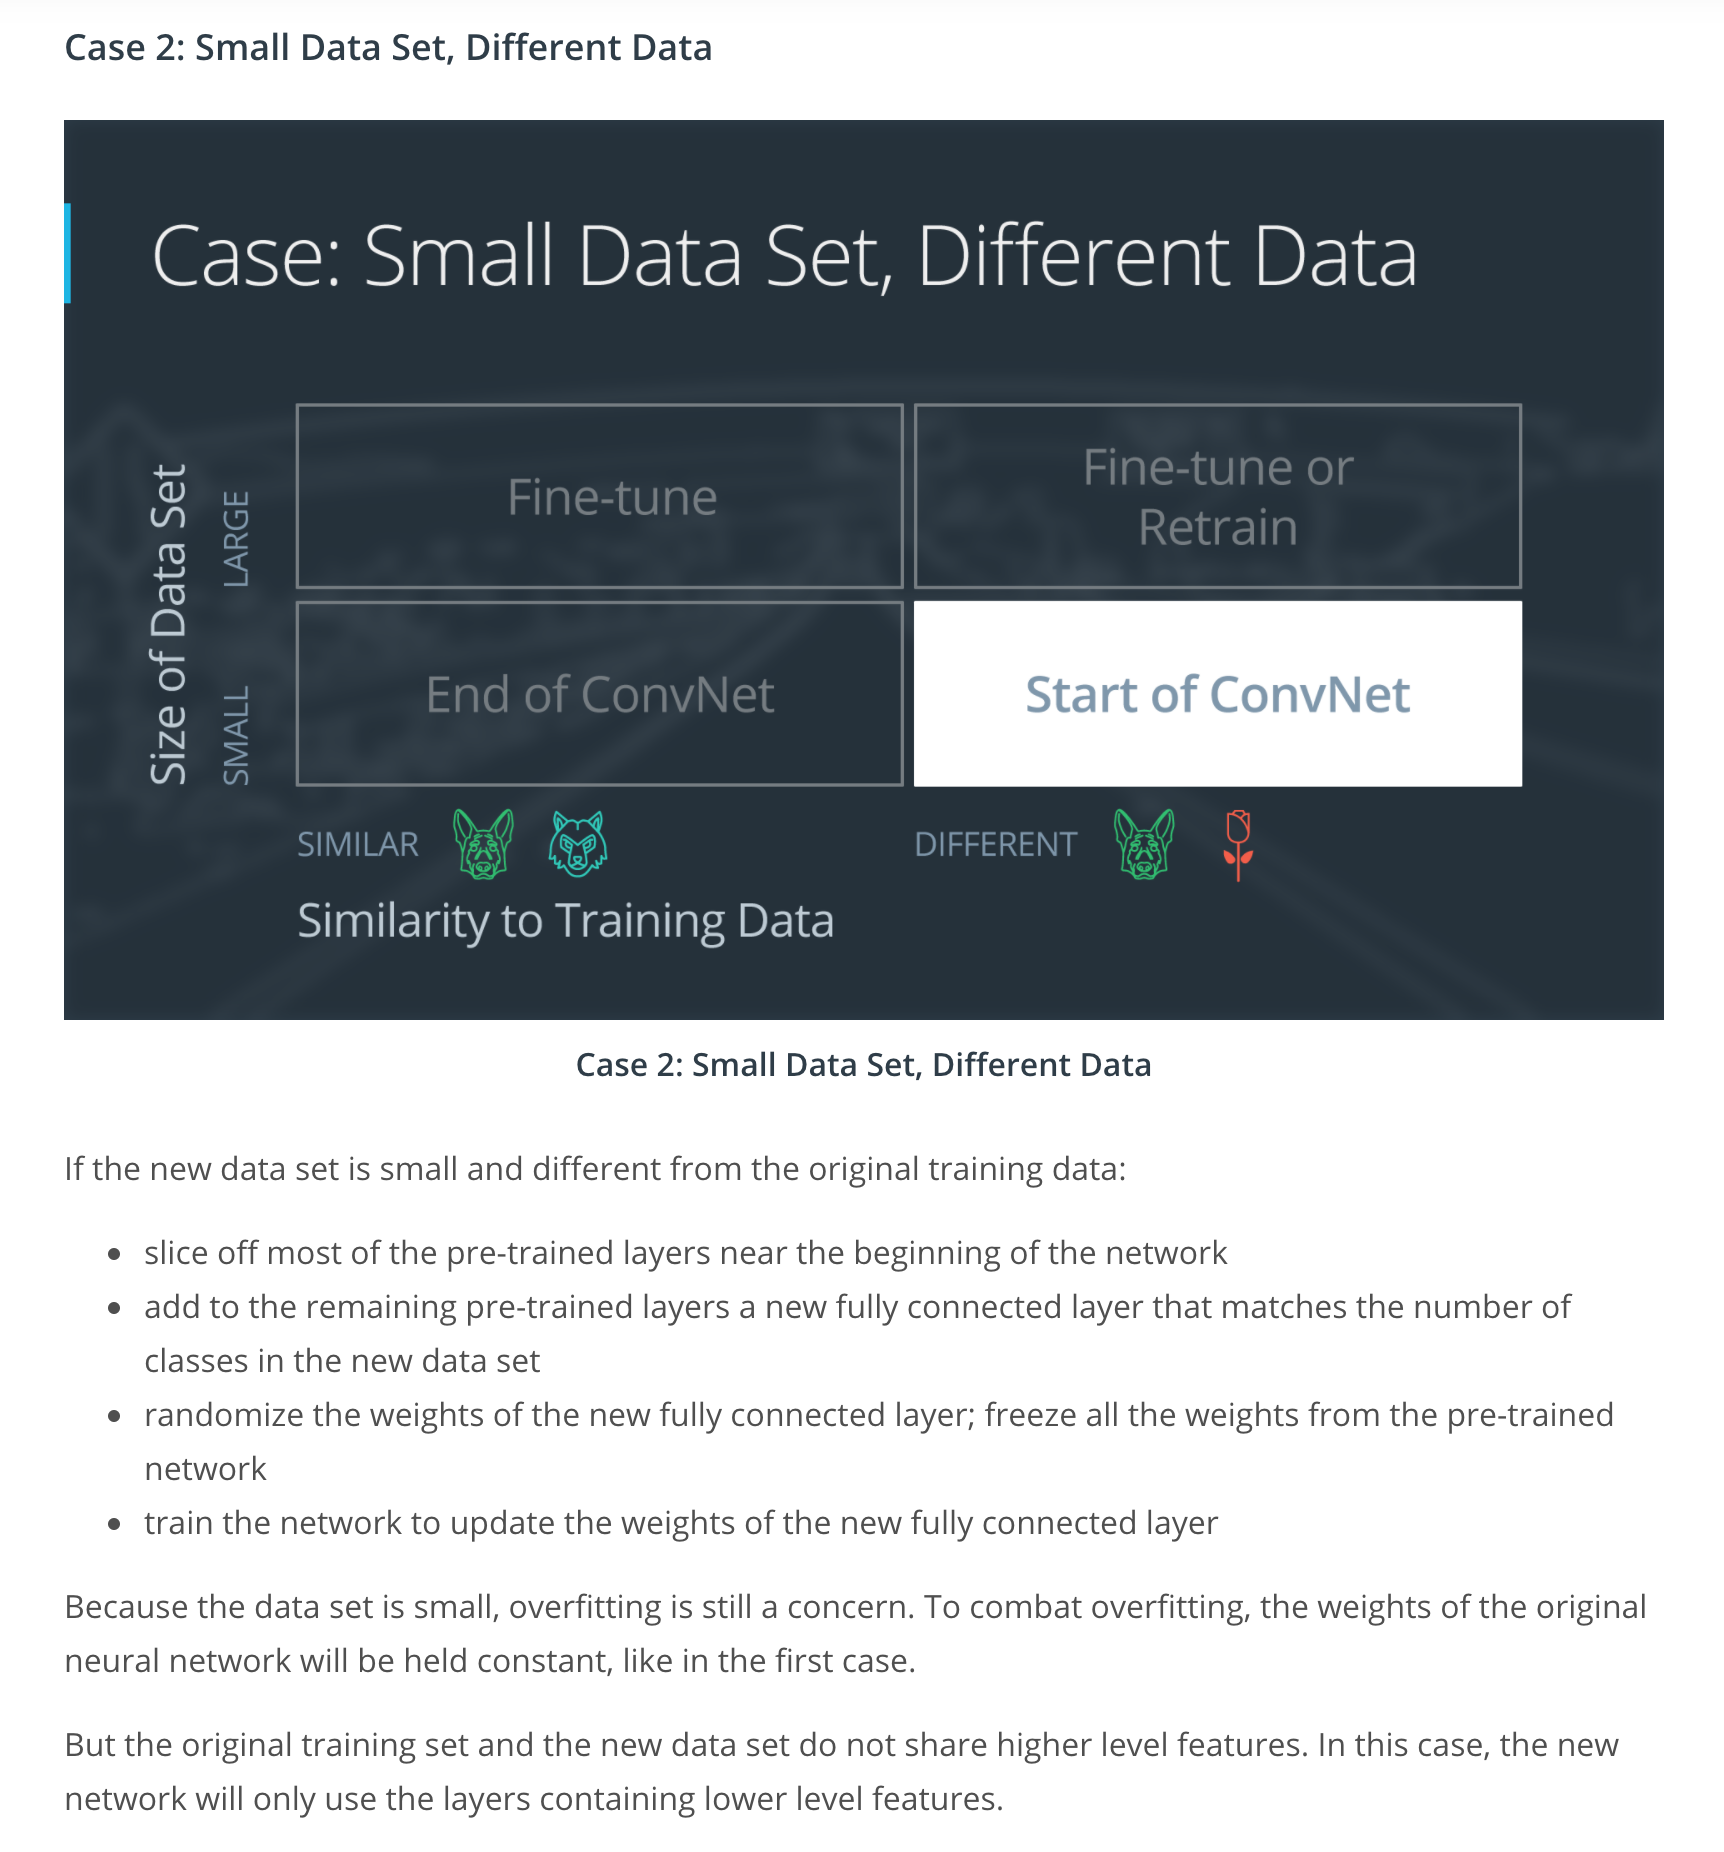 Case 2: Small Data Set, Different Data
Case: Small Data Set, Different Data
Size of Data Set
LARGE
SMALL
Fine-tune
Fine-tune or
Retrain
End of ConvNet
Start of ConvNet
SIMILAR
DIFFERENT
Similarity to Training Data
Case 2: Small Data Set, Different Data
If the new data set is small and different from the original training data:
• slice off most of the pre-trained layers near the beginning of the network
• add to the remaining pre-trained layers a new fully connected layer that matches the number of
classes in the new data set
• randomize the weights of the new fully connected layer; freeze all the weights from the pre-trained
network
• train the network to update the weights of the new fully connected layer
Because the data set is small, overfitting is still a concern. To combat overfitting, the weights of the original
neural network will be held constant, like in the first case.
But the original training set and the new data set do not share higher level features. In this case, the new
network will only use the layers containing lower level features.